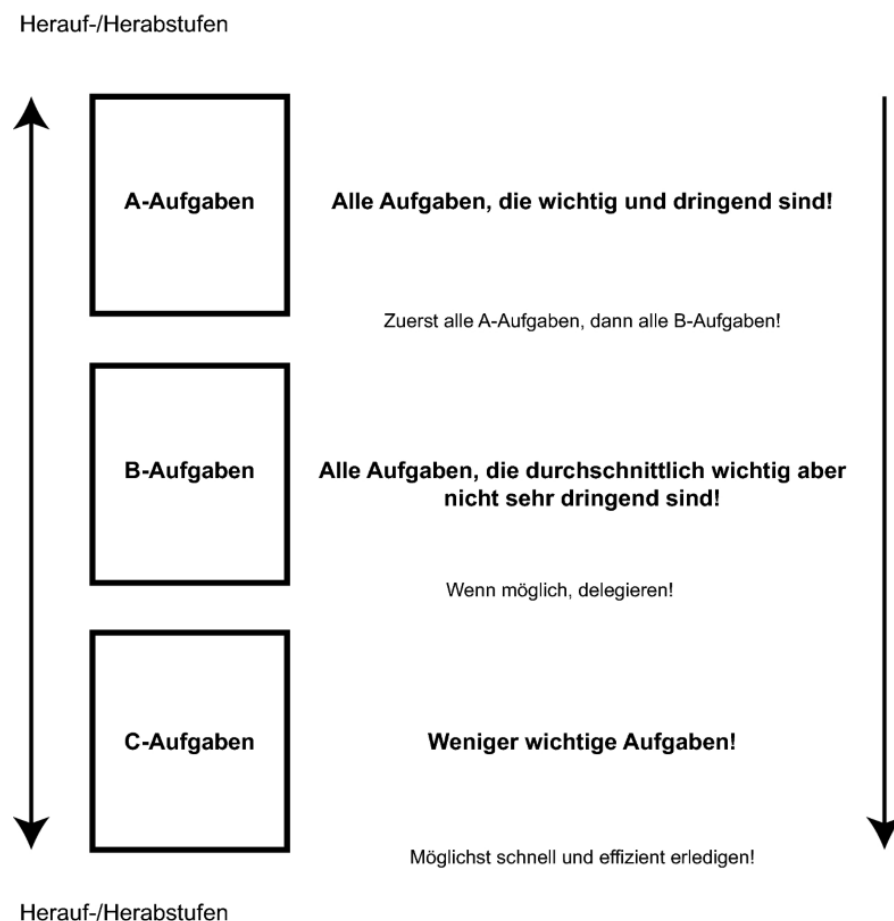 Herauf-/Herabstufen
A-Aufgaben
Alle Aufgaben, die wichtig und dringend sind!
Zuerst alle A-Aufgaben, dann alle B-Aufgaben!
B-Aufgaben
Alle Aufgaben, die durchschnittlich wichtig aber
nicht sehr dringend sind!
Wenn möglich, delegieren!
C-Aufgaben
Weniger wichtige Aufgaben!
Möglichst schnell und effizient erledigen!
Herauf-/Herabstufen